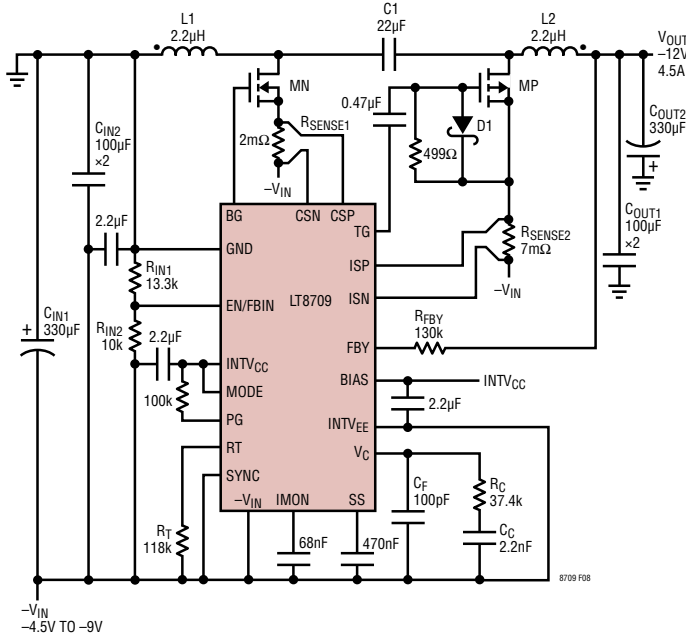 L1
2.2µH
C1
22µF
L2
2.2µH
VOUT
–12V
4.5A
MN
MP
CIN2
100µF
×2
0.47µF
D1
COUT2
330µF
+
RSENSE1
2mΩ
499Ω
–VIN
2.2µF
BG
CSN
CSP
TG
COUT1
100µF
×2
GND
RSENSE2
7mΩ
ISP
RIN1
13.3k
–VIN
CIN1
330µF
+
EN/FBIN
LT8709
ISN
RIN2
10k
2.2µF
RFBY
130k
FBY
INTVCC
BIAS
INTVCC
MODE
100k
2.2µF
PG
INTVEE
RT
VC
SYNC
CF
100pF
RC
37.4k
–VIN
IMON
SS
RT
118k
68nF
470nF
CC
2.2nF
8709 F08
–VIN
–4.5V TO –9V